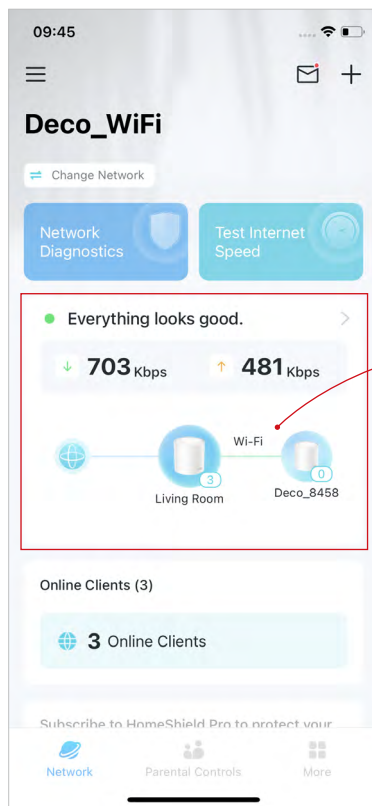 09:45
Deco_WiFi
Change Network
Network
Diagnostics
Test Internet
Speed
Everything looks good.
703 Kbps
481 Kbps
Wi-Fi
3
0
Living Room
Deco_8458
Online Clients (3)
3 Online Clients
Subscribe to HomeShield Pro to protect your
Network
Parental Controls
More